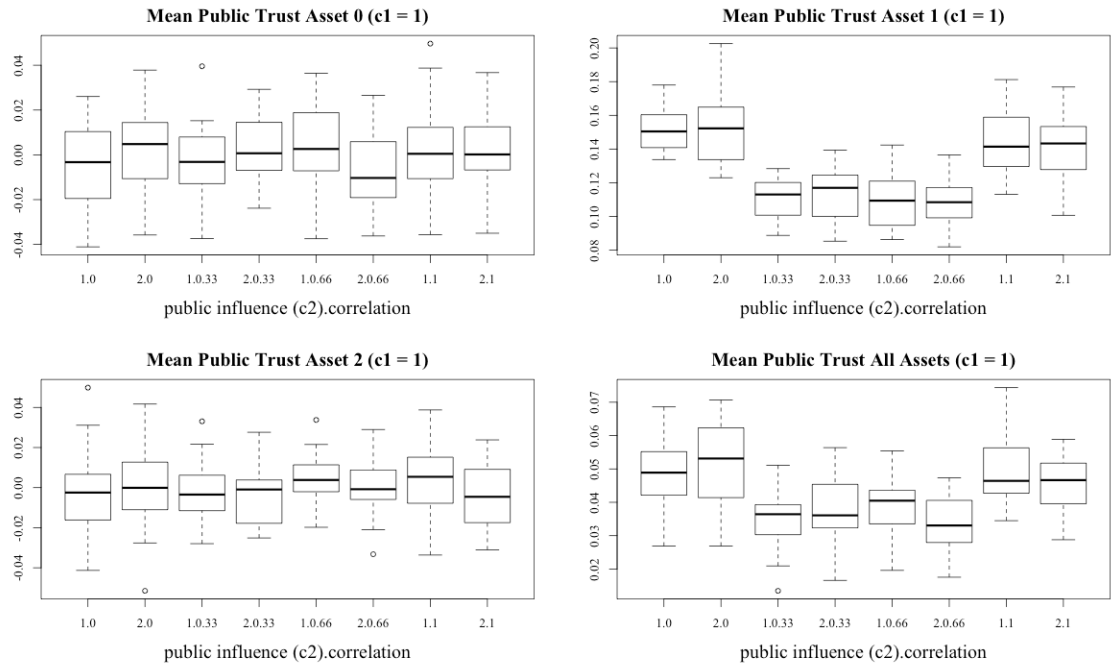 Mean Public Trust Asset 0 (c1 = 1)
0.04
0.02
0.00
-0.02
-0.04
1.0 2.0 1.0.33 2.0.33 1.0.66 2.0.66 1.1 2.1
public influence (c2).correlation
Mean Public Trust Asset 1 (c1 = 1)
0.20
0.18
0.16
0.14
0.12
0.10
0.08
1.0 2.0 1.0.33 2.0.33 1.0.66 2.0.66 1.1 2.1
public influence (c2).correlation
Mean Public Trust Asset 2 (c1 = 1)
0.04
0.02
0.00
-0.02
-0.04
1.0 2.0 1.0.33 2.0.33 1.0.66 2.0.66 1.1 2.1
public influence (c2).correlation
Mean Public Trust All Assets (c1 = 1)
0.07
0.06
0.05
0.04
0.03
0.02
1.0 2.0 1.0.33 2.0.33 1.0.66 2.0.66 1.1 2.1
public influence (c2).correlation